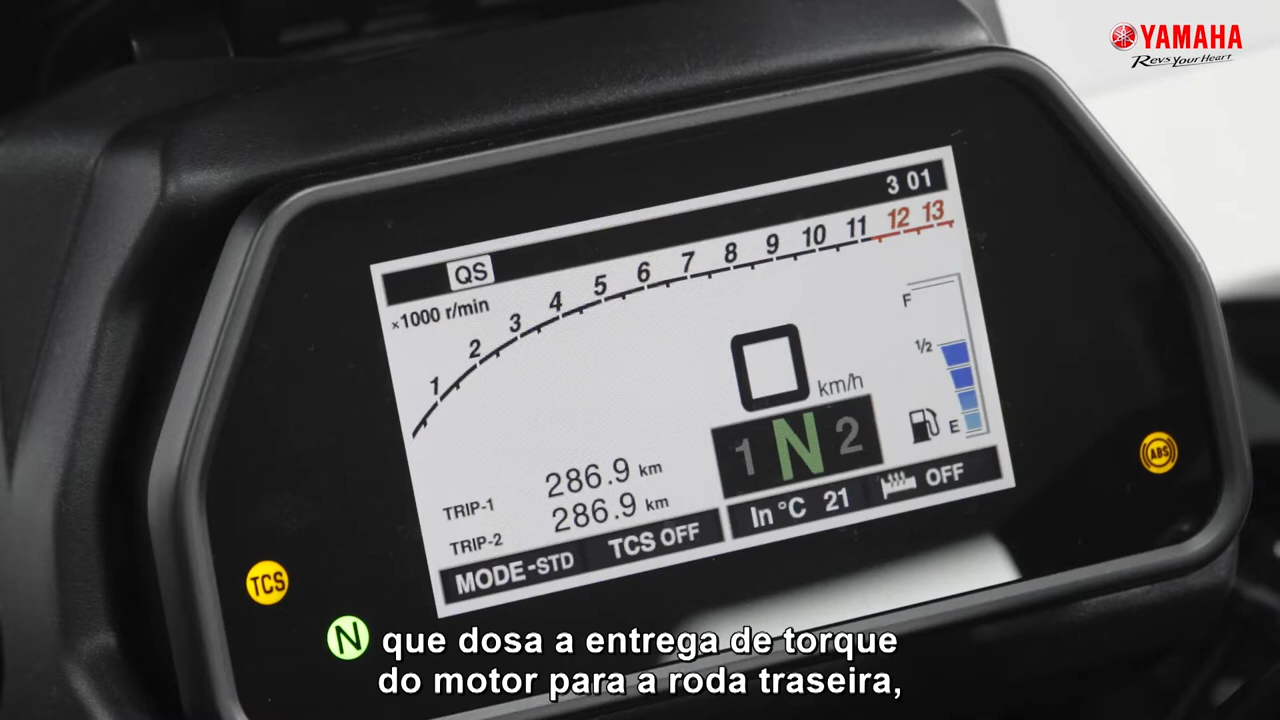 YAMAHA
Revs Your Heart
3 01
QS
×1000 r/min
1 2 3 4 5 6 7 8 9 10 11 12 13
F
1/2
E
0 km/h
1 N 2
TRIP-1 286.9 km
TRIP-2 286.9 km
MODE-STD TCS OFF In °C 21 OFF
ABS
TCS
N
que dosa a entrega de torque
do motor para a roda traseira,